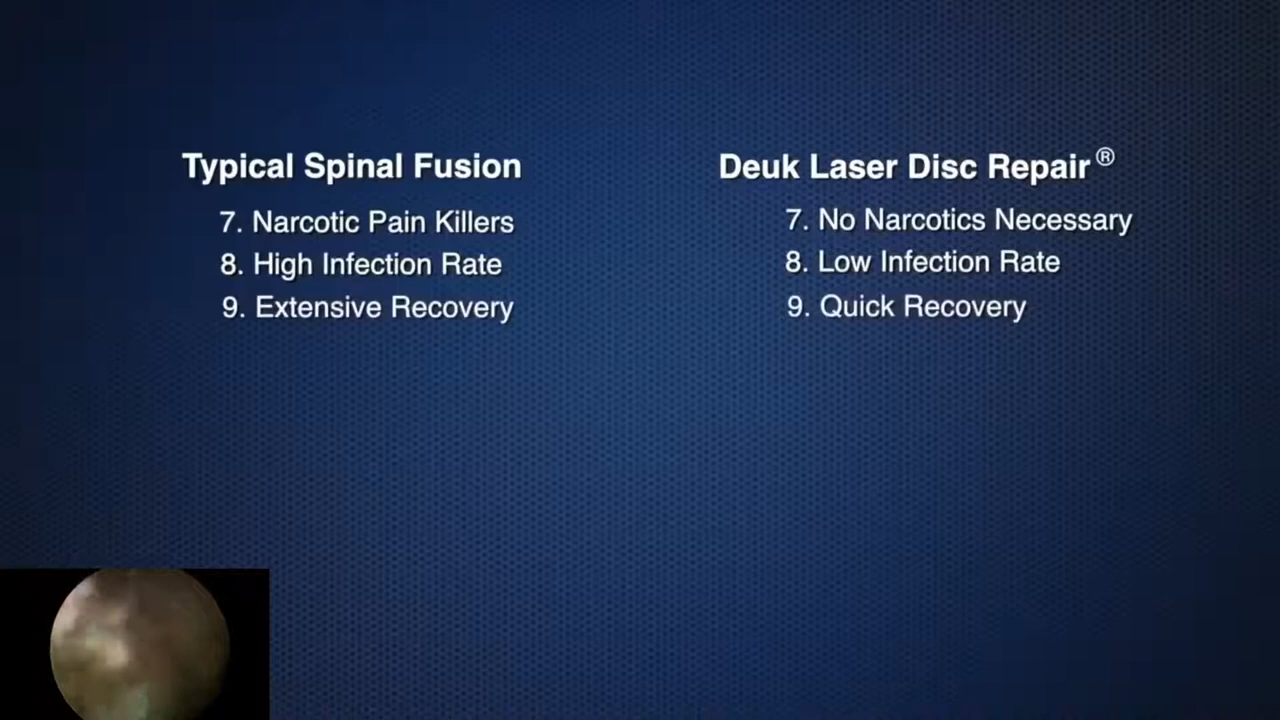 Typical Spinal Fusion
7. Narcotic Pain Killers
8. High Infection Rate
9. Extensive Recovery
Deuk Laser Disc Repair®
7. No Narcotics Necessary
8. Low Infection Rate
9. Quick Recovery